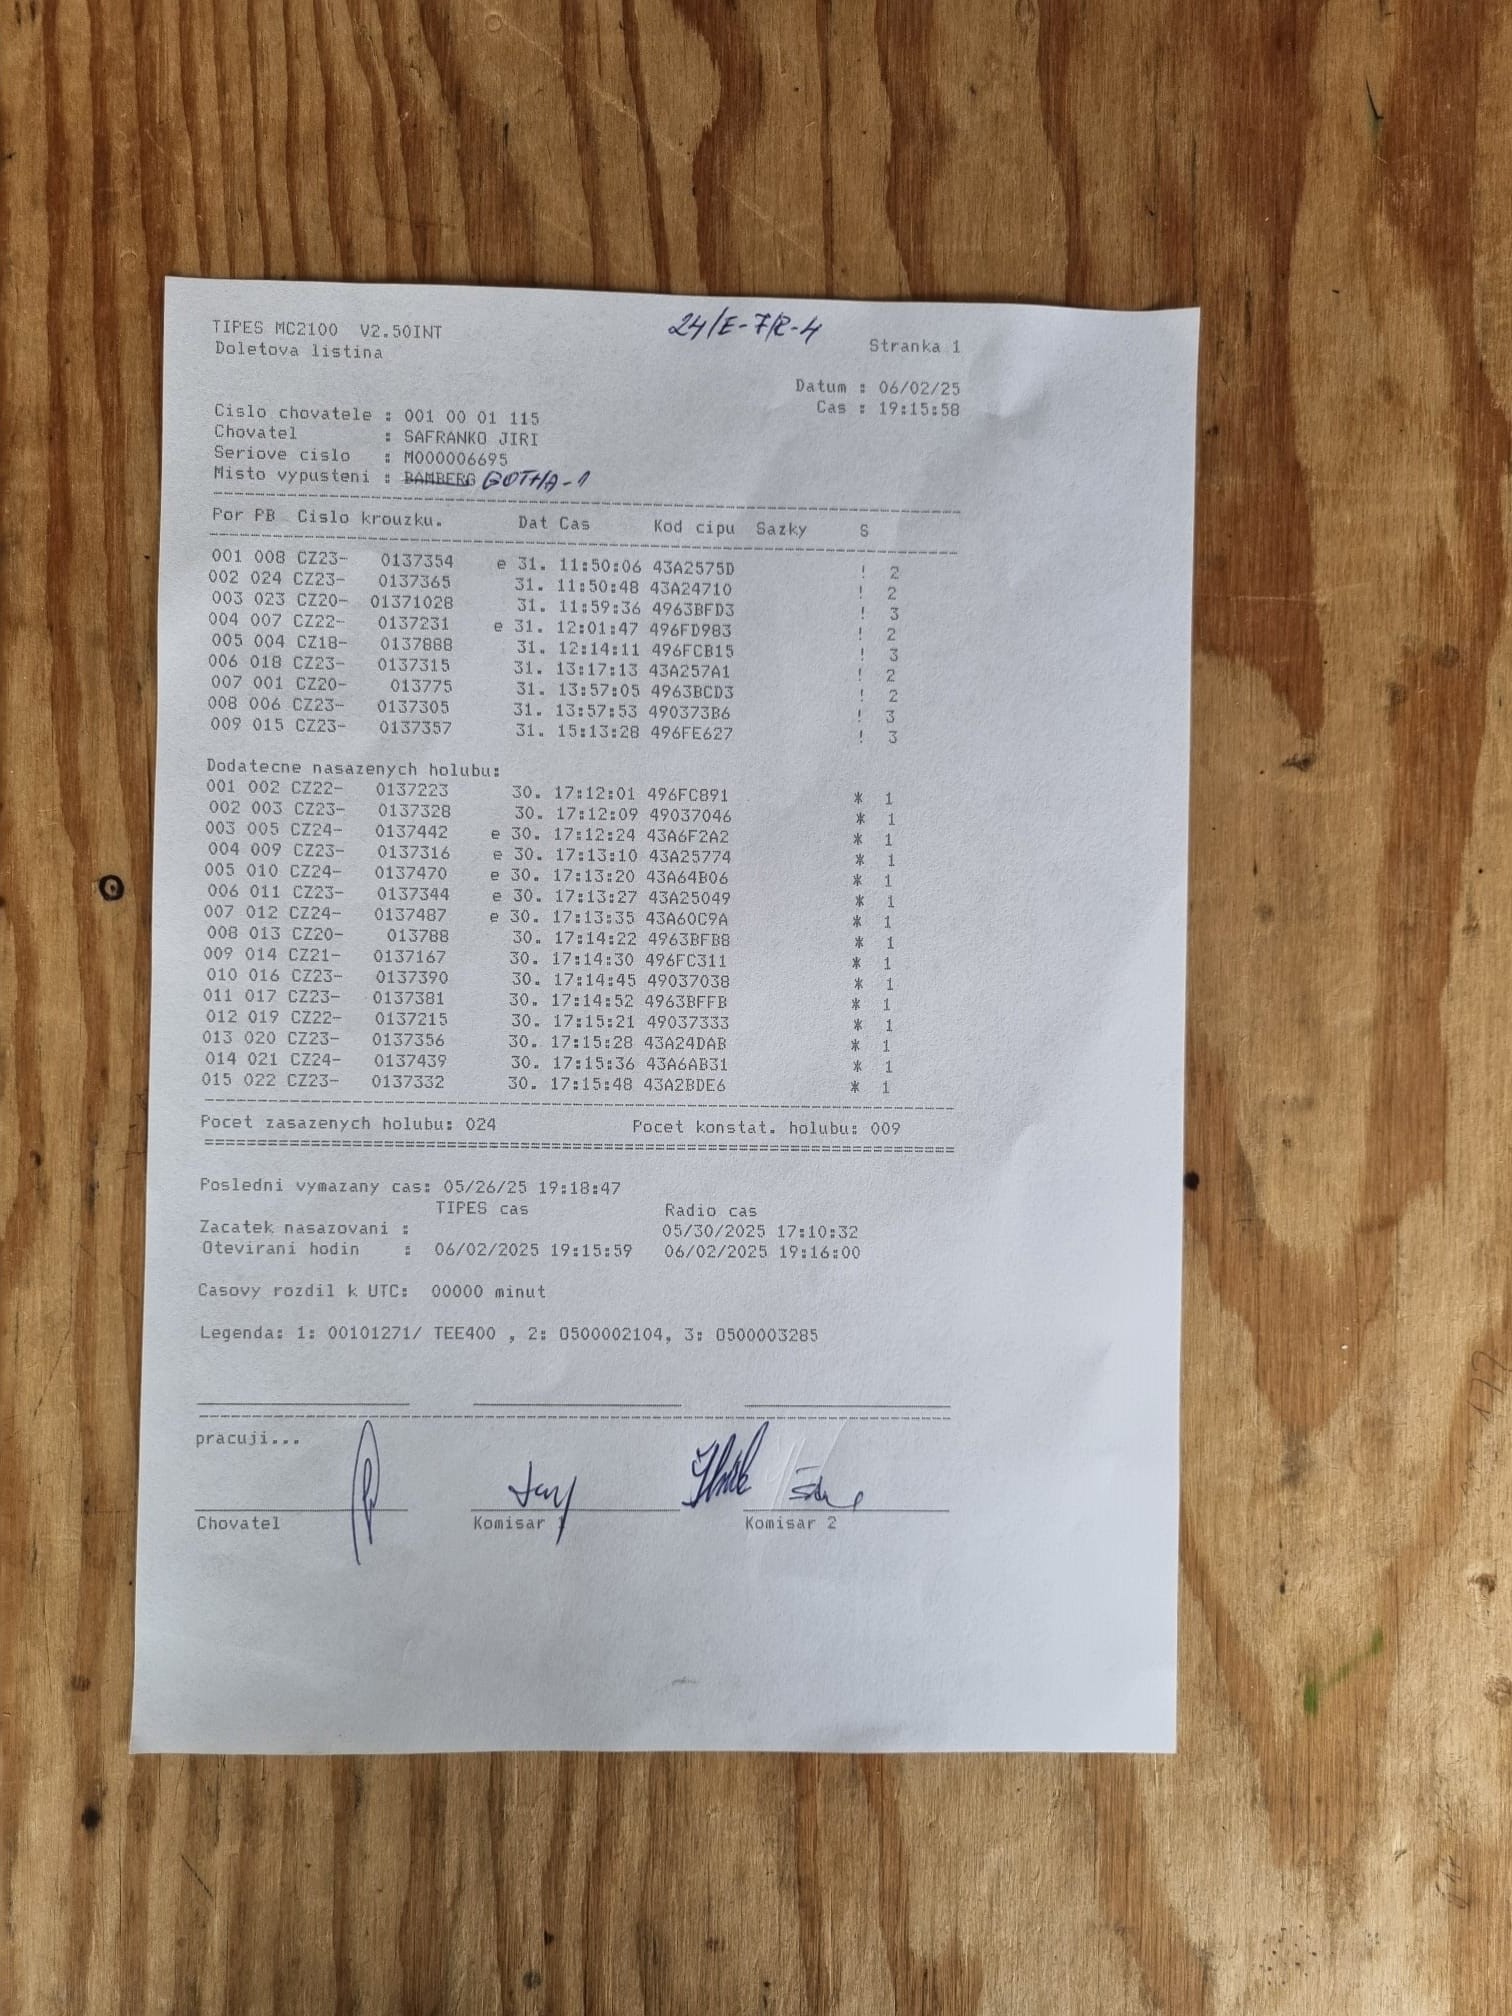 TIPES MC2100 V2.50INT 24/E-7/R-4
Doletova listina Stranka 1
Datum : 06/02/25
Cas : 19:15:58
Cislo chovatele : 001 00 01 115
Chovatel : SAFRANKO JIRI
Seriove cislo : M000006695
Misto vypusteni : BAMBERG GOTHA-1
Por PB Cislo krouzku. Dat Cas Kod cipu Sazky S
001 008 CZ23- 0137354 e 31. 11:50:06 43A2575D ! 2
002 024 CZ23- 0137365 31. 11:50:48 43A24710 ! 2
003 023 CZ20- 01371028 31. 11:59:36 4963BFD3 ! 3
004 007 CZ22- 0137231 e 31. 12:01:47 496FD983 ! 2
005 004 CZ18- 0137888 31. 12:14:11 496FCB15 ! 3
006 018 CZ23- 0137315 31. 13:17:13 43A257A1 ! 2
007 001 CZ20- 013775 31. 13:57:05 4963BCD3 ! 2
008 006 CZ23- 0137305 31. 13:57:53 490373B6 ! 3
009 015 CZ23- 0137357 31. 15:13:28 496FE627 ! 3
Dodatecne nasazenych holubu:
001 002 CZ22- 0137223 30. 17:12:01 496FC891 * 1
002 003 CZ23- 0137328 30. 17:12:09 49037046 * 1
003 005 CZ24- 0137442 e 30. 17:12:24 43A6F2A2 * 1
004 009 CZ23- 0137316 e 30. 17:13:10 43A25774 * 1
005 010 CZ24- 0137470 e 30. 17:13:20 43A64B06 * 1
006 011 CZ23- 0137344 e 30. 17:13:27 43A25049 * 1
007 012 CZ24- 0137487 e 30. 17:13:35 43A60C9A * 1
008 013 CZ20- 013788 30. 17:14:22 4963BFB8 * 1
009 014 CZ21- 0137167 30. 17:14:30 496FC311 * 1
010 016 CZ23- 0137390 30. 17:14:45 49037038 * 1
011 017 CZ23- 0137381 30. 17:14:52 4963BFFB * 1
012 019 CZ22- 0137215 30. 17:15:21 49037333 * 1
013 020 CZ23- 0137356 30. 17:15:28 43A24DAB * 1
014 021 CZ24- 0137439 30. 17:15:36 43A6AB31 * 1
015 022 CZ23- 0137332 30. 17:15:48 43A2BDE6 * 1
Pocet zasazenych holubu: 024 Pocet konstat. holubu: 009
Posledni vymazany cas: 05/26/25 19:18:47
TIPES cas Radio cas
Zacatek nasazovani : 05/30/2025 17:10:32
Otevirani hodin : 06/02/2025 19:15:59 06/02/2025 19:16:00
Casovy rozdil k UTC: 00000 minut
Legenda: 1: 00101271/ TEE400 , 2: 0500002104, 3: 0500003285
pracuji...
Chovatel Komisar 1 Komisar 2